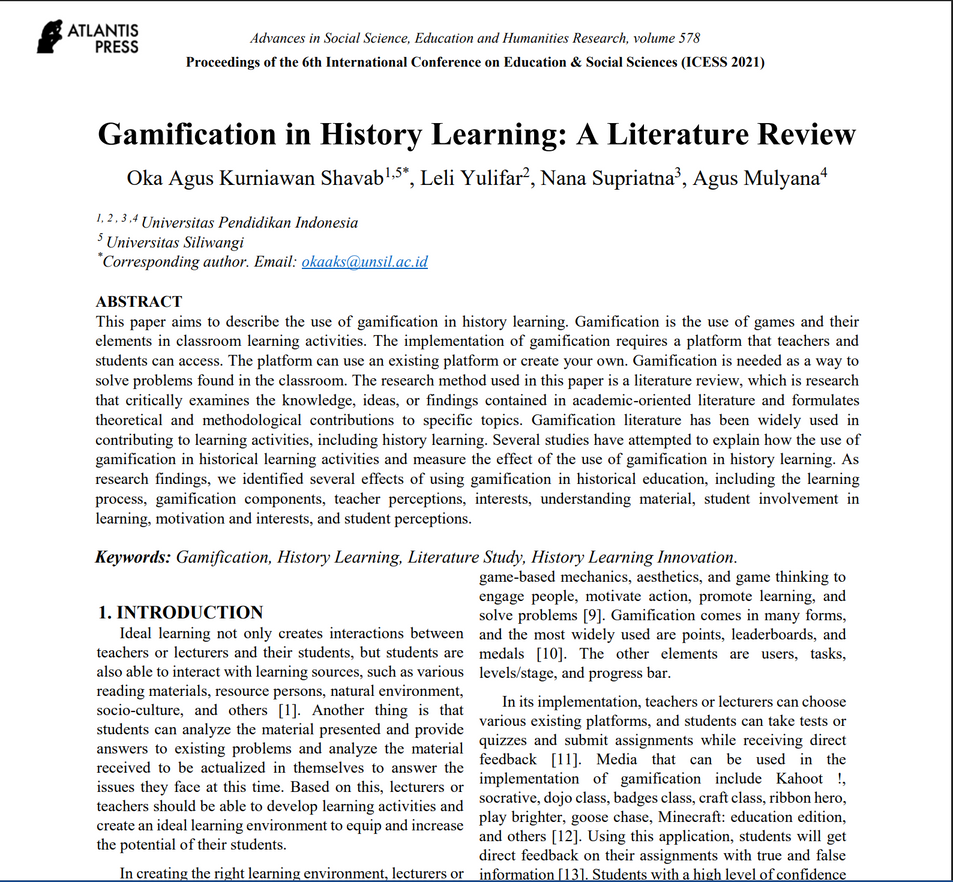 ATLANTIS
PRESS
Advances in Social Science, Education and Humanities Research, volume 578
Proceedings of the 6th International Conference on Education & Social Sciences (ICESS 2021)
Gamification in History Learning: A Literature Review
Oka Agus Kurniawan Shavab1,5*, Leli Yulifar2, Nana Supriatna3, Agus Mulyana4
1, 2 , 3 ,4 Universitas Pendidikan Indonesia
5 Universitas Siliwangi
*Corresponding author. Email: okaaks@unsil.ac.id
ABSTRACT
This paper aims to describe the use of gamification in history learning. Gamification is the use of games and their
elements in classroom learning activities. The implementation of gamification requires a platform that teachers and
students can access. The platform can use an existing platform or create your own. Gamification is needed as a way to
solve problems found in the classroom. The research method used in this paper is a literature review, which is research
that critically examines the knowledge, ideas, or findings contained in academic-oriented literature and formulates
theoretical and methodological contributions to specific topics. Gamification literature has been widely used in
contributing to learning activities, including history learning. Several studies have attempted to explain how the use of
gamification in historical learning activities and measure the effect of the use of gamification in history learning. As
research findings, we identified several effects of using gamification in historical education, including the learning
process, gamification components, teacher perceptions, interests, understanding material, student involvement in
learning, motivation and interests, and student perceptions.
Keywords: Gamification, History Learning, Literature Study, History Learning Innovation.
1. INTRODUCTION
Ideal learning not only creates interactions between
teachers or lecturers and their students, but students are
also able to interact with learning sources, such as various
reading materials, resource persons, natural environment,
socio-culture, and others [1]. Another thing is that
students can analyze the material presented and provide
answers to existing problems and analyze the material
received to be actualized in themselves to answer the
issues they face at this time. Based on this, lecturers or
teachers should be able to develop learning activities and
create an ideal learning environment to equip and increase
the potential of their students.
In creating the right learning environment, lecturers or
game-based mechanics, aesthetics, and game thinking to
engage people, motivate action, promote learning, and
solve problems [9]. Gamification comes in many forms,
and the most widely used are points, leaderboards, and
medals [10]. The other elements are users, tasks,
levels/stage, and progress bar.
In its implementation, teachers or lecturers can choose
various existing platforms, and students can take tests or
quizzes and submit assignments while receiving direct
feedback [11]. Media that can be used in the
implementation of gamification include Kahoot !,
socrative, dojo class, badges class, craft class, ribbon hero,
play brighter, goose chase, Minecraft: education edition,
and others [12]. Using this application, students will get
direct feedback on their assignments with true and false
information [13]. Students with a high level of confidence